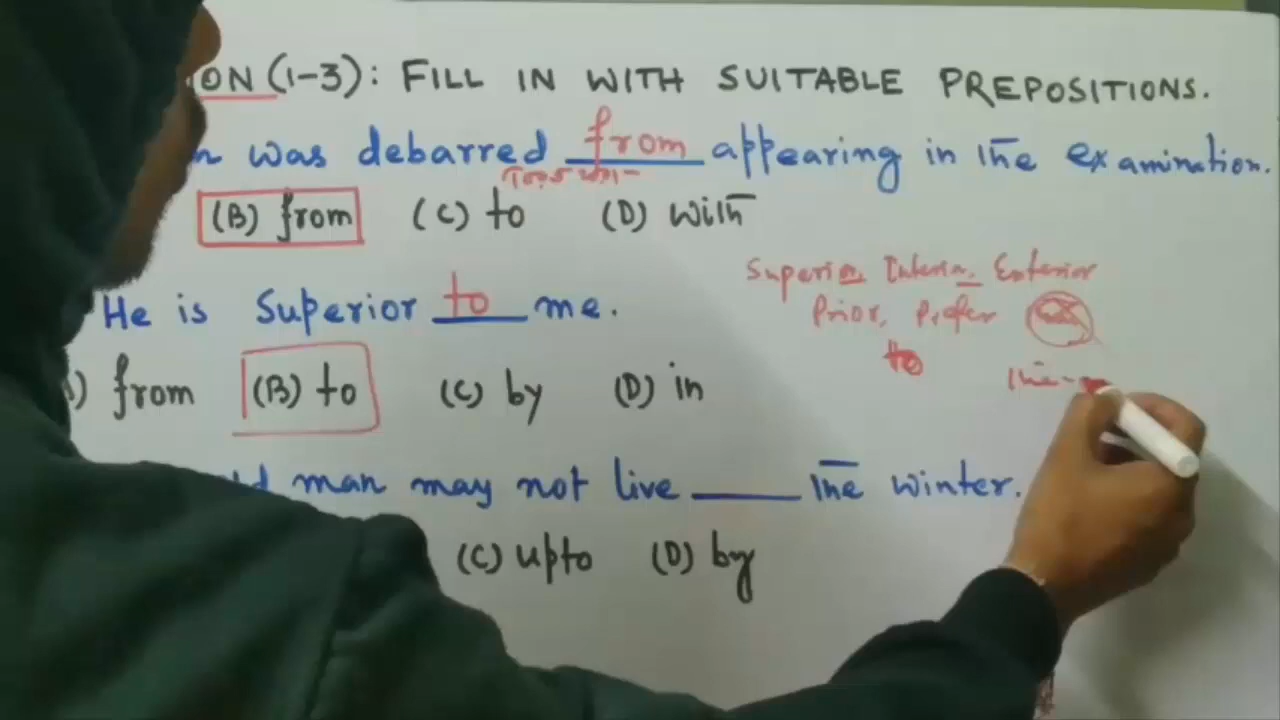 ON (1-3): FILL IN WITH SUITABLE PREPOSITIONS.
n was debarred from appearing in the examination.
(B) from (C) to (D) with
Superior, Interior, Exterior
He is Superior to me.
Prior, Prefer
to
) from (B) to (C) by (D) in
man may not live ____ the winter.
(C) upto (D) by